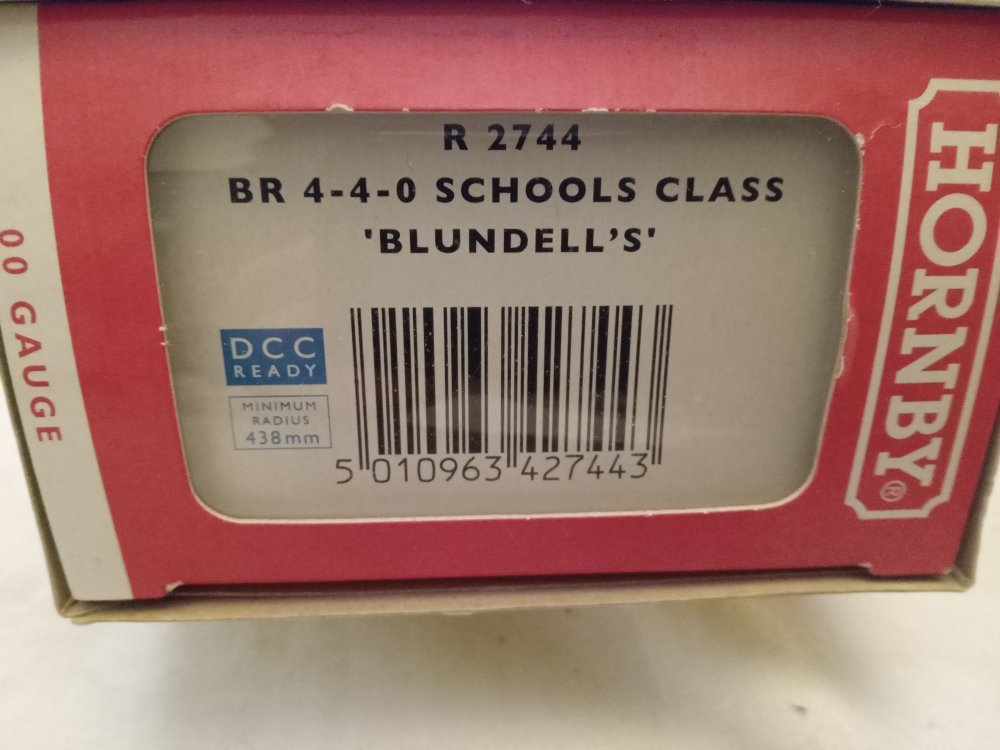 R 2744
BR 4-4-0 SCHOOLS CLASS
'BLUNDELL'S'
DCC
READY
MINIMUM
RADIUS
438mm
5 010963 427443
00 GAUGE
HORNBY®